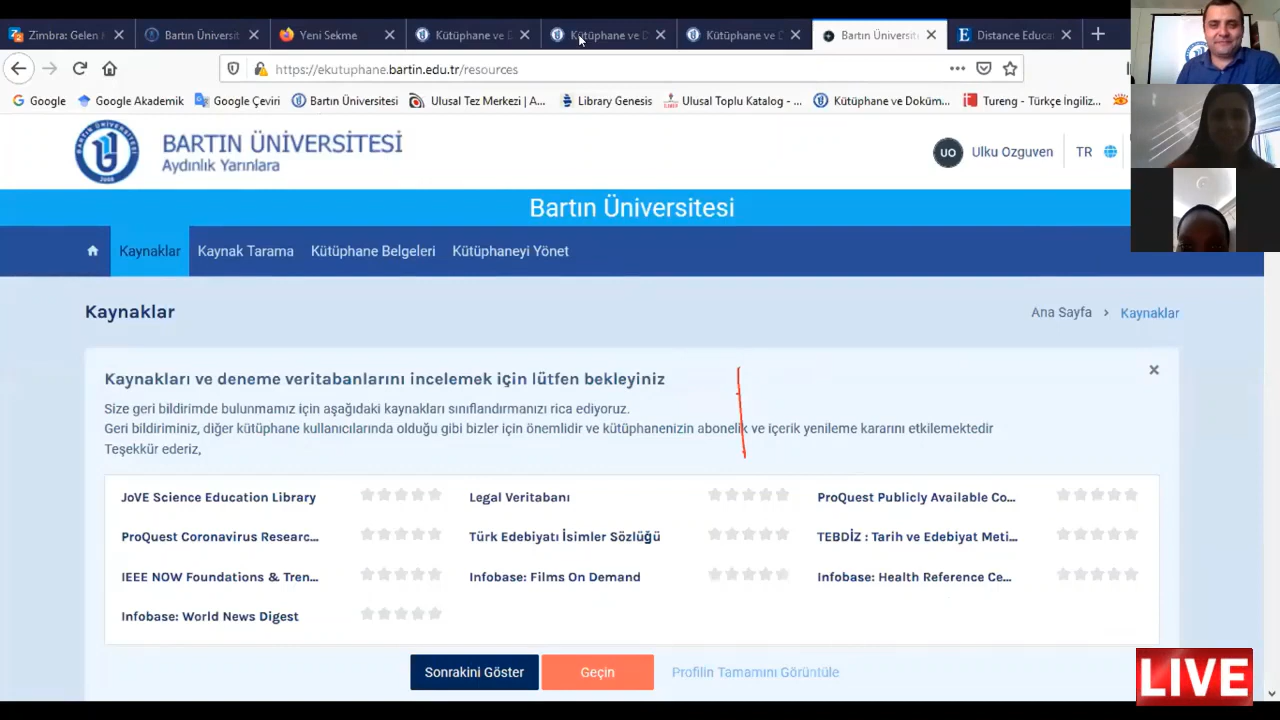 Zimbra: Gelen
Bartın Üniversit
Yeni Sekme
Kütüphane ve
Kütüphane ve D
Kütüphane ve D
Bartın Üniversit
Distance Educa
https://ekutuphane.bartin.edu.tr/resources
Google
Google Akademik
Google Çeviri
Bartın Üniversitesi
Ulusal Tez Merkezi | A...
Library Genesis
Ulusal Toplu Katalog - ...
Kütüphane ve Doküm...
Tureng - Türkçe İngiliz...
BARTIN ÜNİVERSİTESİ
Aydınlık Yarınlara
UO Ulku Ozguven
TR
Bartın Üniversitesi
Kaynaklar
Kaynak Tarama
Kütüphane Belgeleri
Kütüphaneyi Yönet
Kaynaklar
Ana Sayfa > Kaynaklar
Kaynakları ve deneme veritabanlarını incelemek için lütfen bekleyiniz
Size geri bildirimde bulunmamız için aşağıdaki kaynakları sınıflandırmanızı rica ediyoruz.
Geri bildiriminiz, diğer kütüphane kullanıcılarında olduğu gibi bizler için önemlidir ve kütüphanenizin abonelik ve içerik yenileme kararını etkilemektedir
Teşekkür ederiz,
JoVE Science Education Library
Legal Veritabanı
ProQuest Publicly Available Co...
ProQuest Coronavirus Researc...
Türk Edebiyatı İsimler Sözlüğü
TEBDİZ : Tarih ve Edebiyat Meti...
IEEE NOW Foundations & Tren...
Infobase: Films On Demand
Infobase: Health Reference Ce...
Infobase: World News Digest
Sonrakini Göster
Geçin
Profilin Tamamını Görüntüle
LIVE